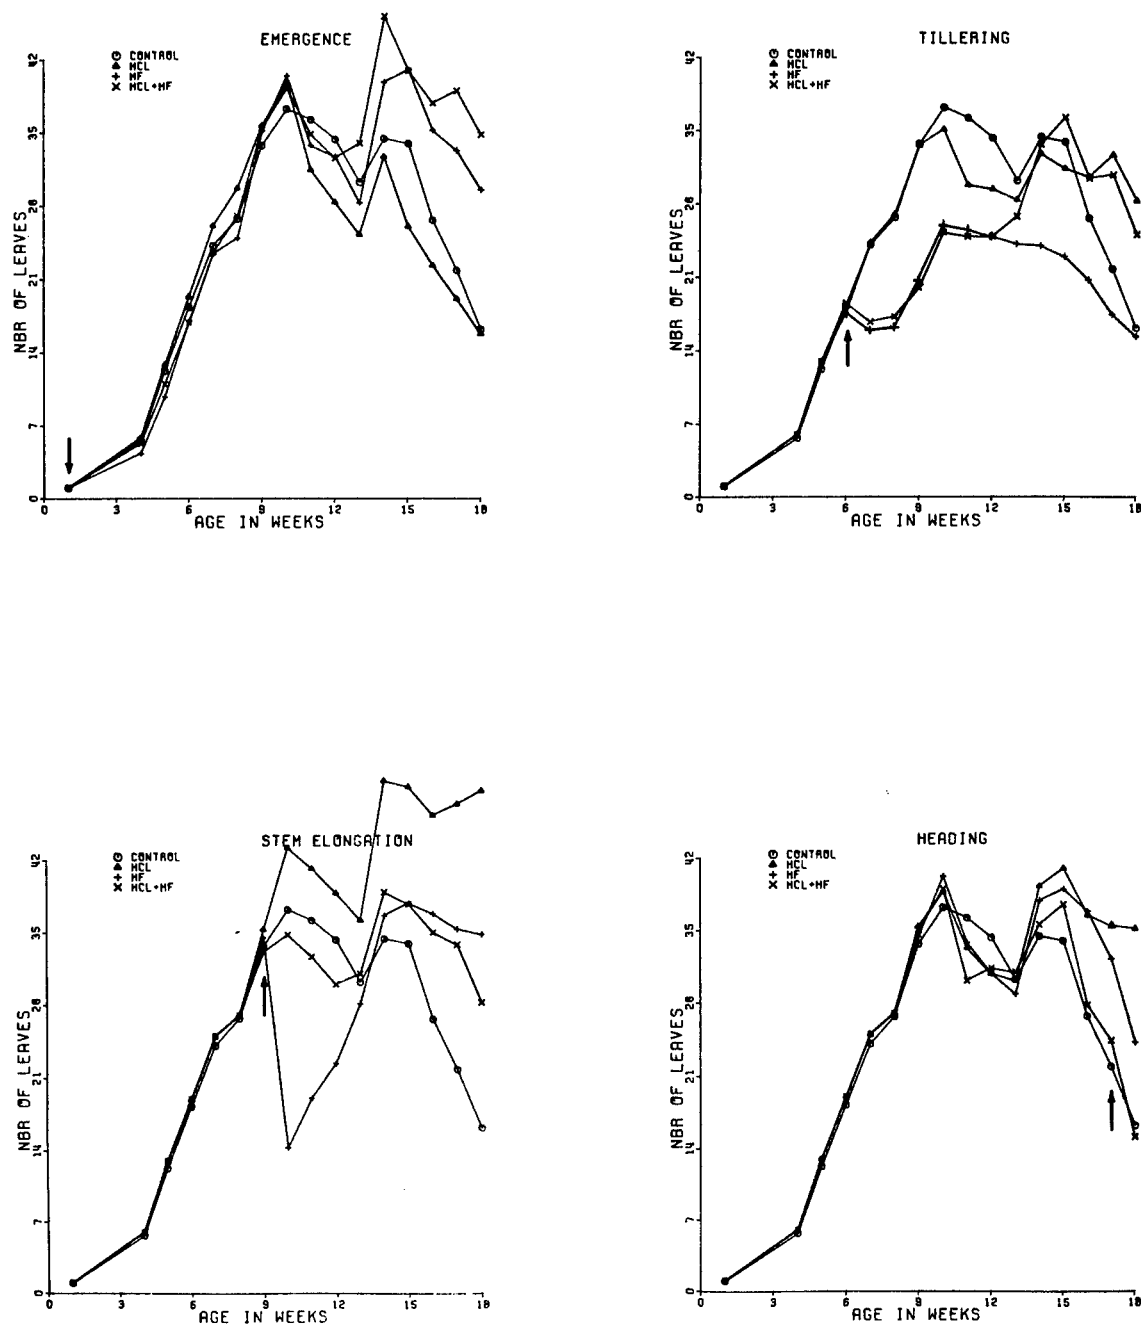 EMERGENCE
CONTROL
HCL
HF
HCL+HF
NBR OF LEAVES
0 7 14 21 28 35 42
0 3 6 9 12 15 18
AGE IN WEEKS
TILLERING
CONTROL
HCL
HF
HCL+HF
NBR OF LEAVES
0 7 14 21 28 35 42
0 3 6 9 12 15 18
AGE IN WEEKS
STEM ELONGATION
CONTROL
HCL
HF
HCL+HF
NBR OF LEAVES
0 7 14 21 28 35 42
0 3 6 9 12 15 18
AGE IN WEEKS
HEADING
CONTROL
HCL
HF
HCL+HF
NBR OF LEAVES
0 7 14 21 28 35 42
0 3 6 9 12 15 18
AGE IN WEEKS